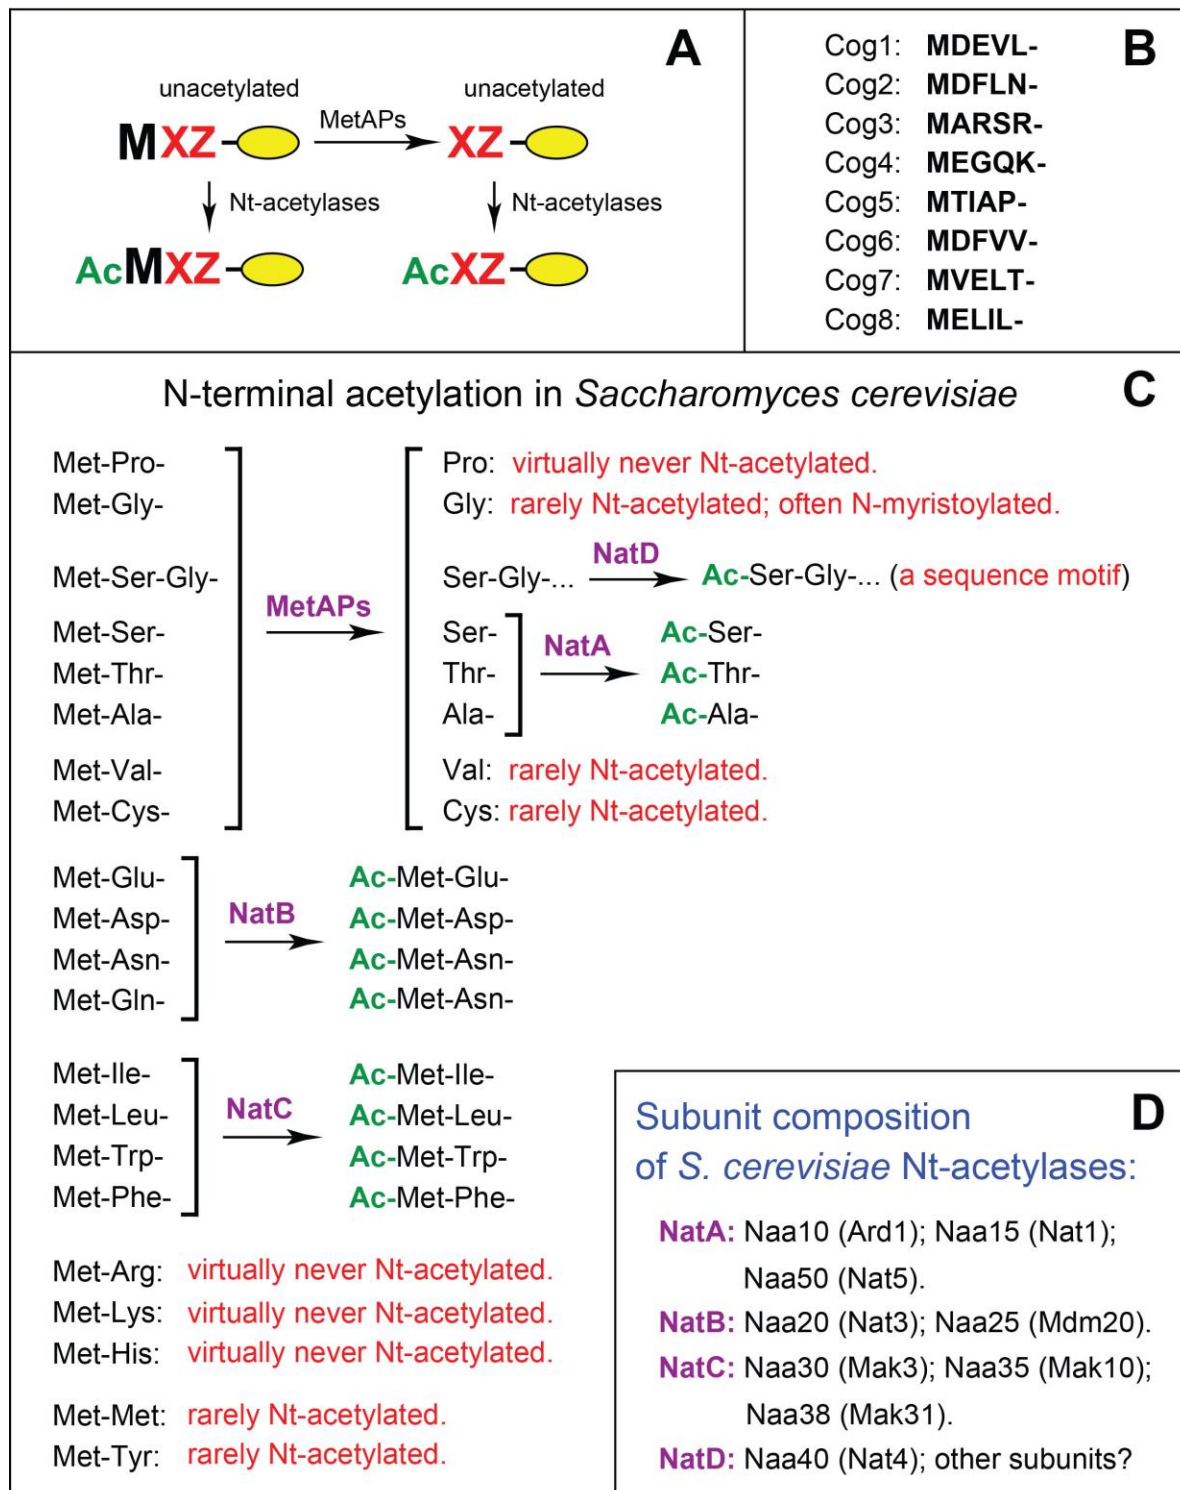 A
unacetylated unacetylated
MXZ MetAPs XZ
Nt-acetylases Nt-acetylases
AcMXZ AcXZ
B
Cog1: MDEVL-
Cog2: MDFLN-
Cog3: MARSR-
Cog4: MEGQK-
Cog5: MTIAP-
Cog6: MDFVV-
Cog7: MVELT-
Cog8: MELIL-
N-terminal acetylation in Saccharomyces cerevisiae C
Met-Pro- Pro: virtually never Nt-acetylated.
Met-Gly- Gly: rarely Nt-acetylated; often N-myristoylated.
Met-Ser-Gly- Ser-Gly-... NatD Ac-Ser-Gly-... (a sequence motif)
MetAPs
Met-Ser- Ser- NatA Ac-Ser-
Met-Thr- Thr- Ac-Thr-
Met-Ala- Ala- Ac-Ala-
Met-Val- Val: rarely Nt-acetylated.
Met-Cys- Cys: rarely Nt-acetylated.
Met-Glu- Ac-Met-Glu-
Met-Asp- NatB Ac-Met-Asp-
Met-Asn- Ac-Met-Asn-
Met-Gln- Ac-Met-Asn-
Met-Ile- Ac-Met-Ile-
Met-Leu- NatC Ac-Met-Leu-
Met-Trp- Ac-Met-Trp-
Met-Phe- Ac-Met-Phe-
Met-Arg: virtually never Nt-acetylated.
Met-Lys: virtually never Nt-acetylated.
Met-His: virtually never Nt-acetylated.
Met-Met: rarely Nt-acetylated.
Met-Tyr: rarely Nt-acetylated.
D
Subunit composition
of S. cerevisiae Nt-acetylases:
NatA: Naa10 (Ard1); Naa15 (Nat1);
Naa50 (Nat5).
NatB: Naa20 (Nat3); Naa25 (Mdm20).
NatC: Naa30 (Mak3); Naa35 (Mak10);
Naa38 (Mak31).
NatD: Naa40 (Nat4); other subunits?